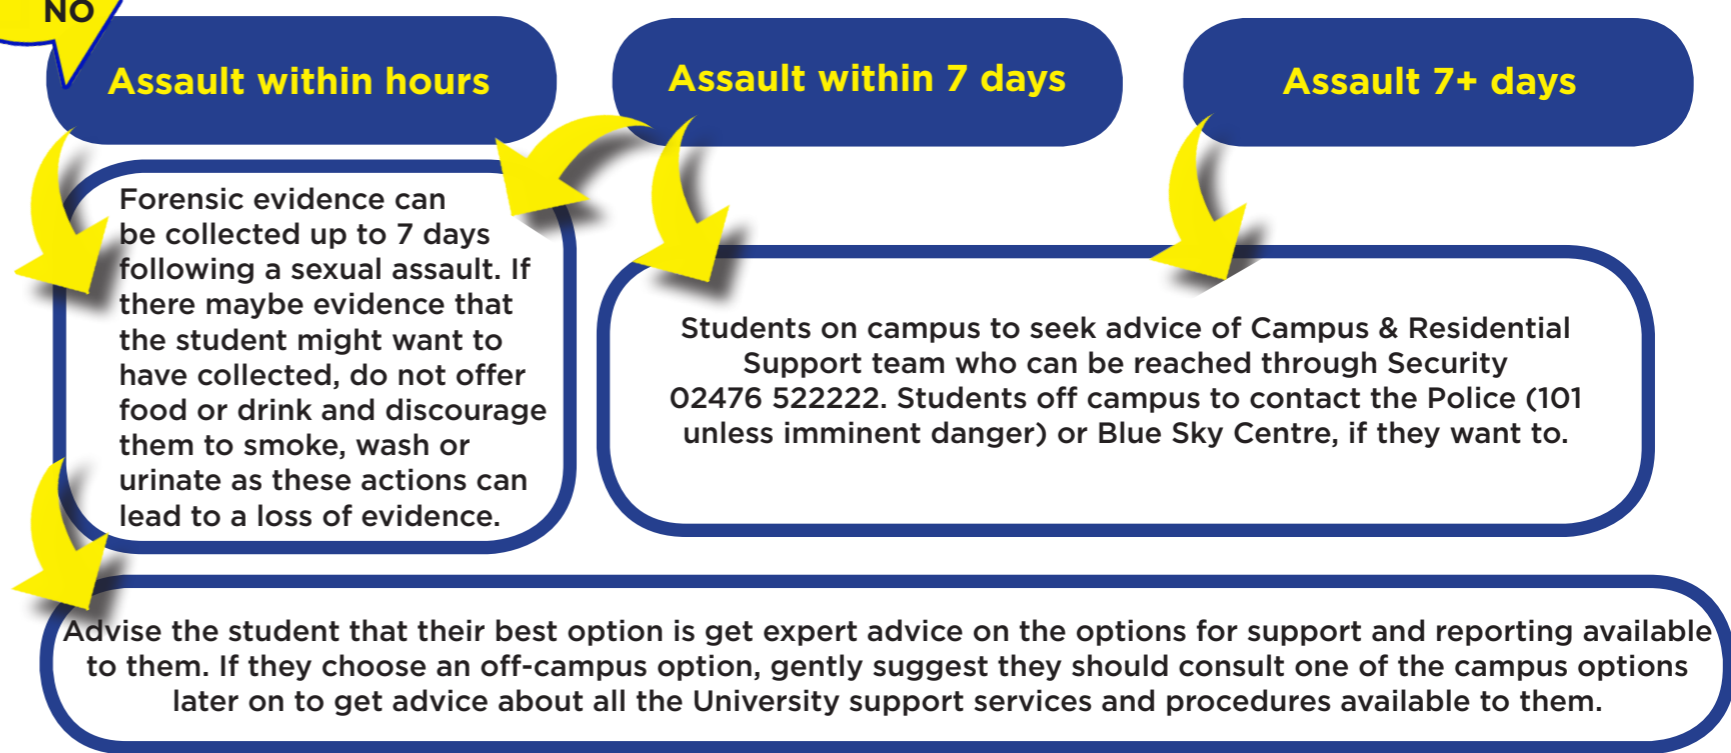 NO
Assault within hours
Assault within 7 days
Assault 7+ days
Forensic evidence can
be collected up to 7 days
following a sexual assault. If
there maybe evidence that
the student might want to
have collected, do not offer
food or drink and discourage
them to smoke, wash or
urinate as these actions can
lead to a loss of evidence.
Students on campus to seek advice of Campus & Residential
Support team who can be reached through Security
02476 522222. Students off campus to contact the Police (101
unless imminent danger) or Blue Sky Centre, if they want to.
Advise the student that their best option is get expert advice on the options for support and reporting available
to them. If they choose an off-campus option, gently suggest they should consult one of the campus options
later on to get advice about all the University support services and procedures available to them.